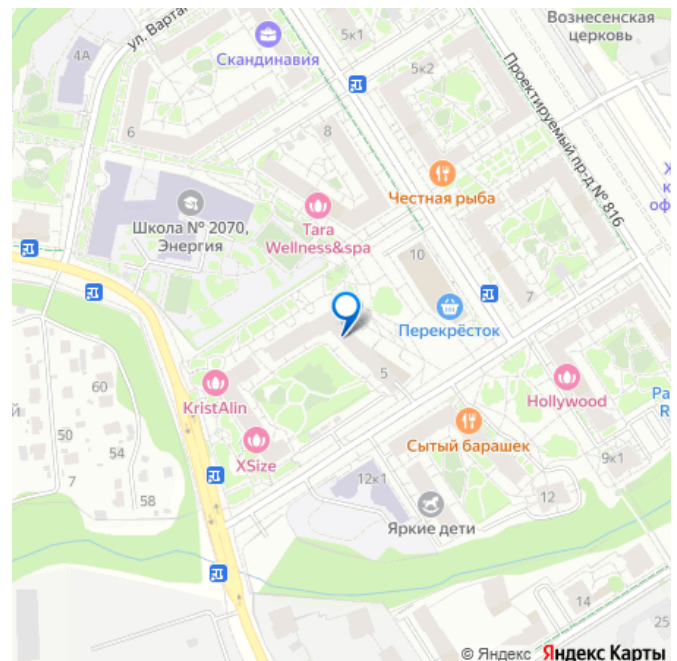 Вознесенская
церковь
ул. Варта
4А
Скандинавия
5к1
5к2
Проектируемый пр-д № 816
6
8
Честная рыба
Х
к
оф
Школа № 2070,
Энергия
Tara
Wellness&spa
10
7
Перекрёсток
5
60
й
KristAlin
Hollywood
Pa
R
50
54
XSize
Сытый барашек
9к1
7
58
12к1
12
Яркие дети
14
25
© Яндекс Яндекс Карты